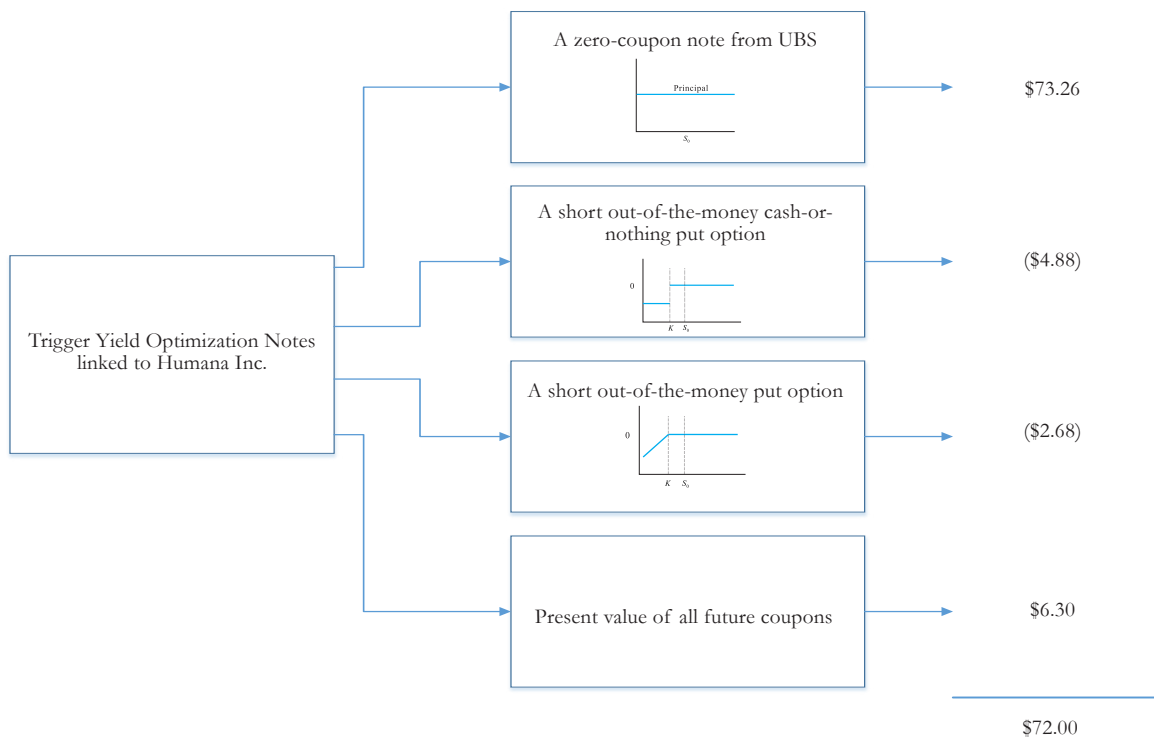 Trigger Yield Optimization Notes
linked to Humana Inc.
A zero-coupon note from UBS
Principal
S₀
$73.26
A short out-of-the-money cash-or-
nothing put option
0
K S₀
($4.88)
A short out-of-the-money put option
0
K S₀
($2.68)
Present value of all future coupons
$6.30
$72.00